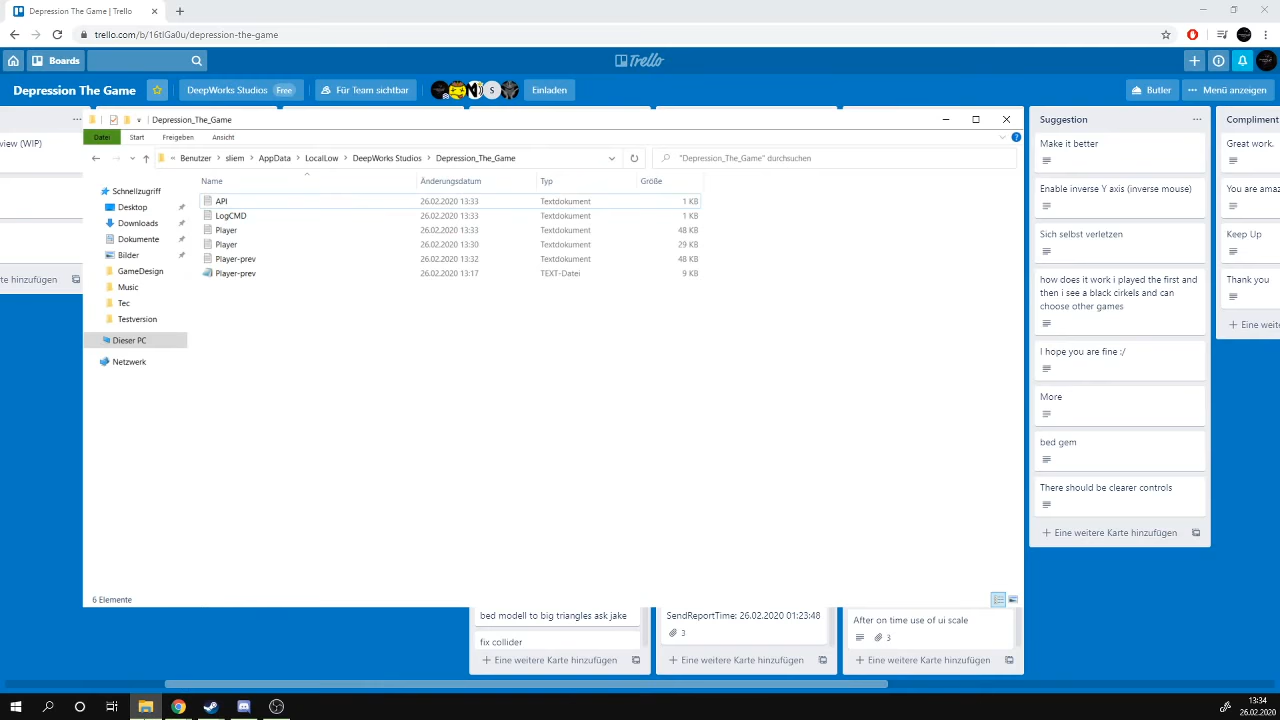 Depression The Game | Trello
trello.com/b/16tlGa0u/depression-the-game
Boards
Trello
Depression The Game
DeepWorks Studios Free
Für Team sichtbar
S
Einladen
Butler
Menü anzeigen
Depression_The_Game
Datei Start Freigeben Ansicht
« Benutzer › sliem › AppData › LocalLow › DeepWorks Studios › Depression_The_Game
"Depression_The_Game" durchsuchen
Name Änderungsdatum Typ Größe
API 26.02.2020 13:33 Textdokument 1 KB
LogCMD 26.02.2020 13:33 Textdokument 1 KB
Player 26.02.2020 13:33 Textdokument 48 KB
Player 26.02.2020 13:30 Textdokument 29 KB
Player-prev 26.02.2020 13:32 Textdokument 48 KB
Player-prev 26.02.2020 13:17 TEXT-Datei 9 KB
Schnellzugriff
Desktop
Downloads
Dokumente
Bilder
GameDesign
Music
Tec
Testversion
Dieser PC
Netzwerk
6 Elemente
view (WIP)
hinzufügen
bed modell to big triangles ask jake
fix collider
+ Eine weitere Karte hinzufügen
SendReportTime: 26.02.2020 01:23:48
3
+ Eine weitere Karte hinzufügen
After on time use of ui scale
3
+ Eine weitere Karte hinzufügen
Suggestion
Make it better
Enable inverse Y axis (inverse mouse)
Sich selbst verletzen
how does it work i played the first and
then i see a black cirkels and can
choose other games
I hope you are fine :/
More
bed gem
There should be clearer controls
+ Eine weitere Karte hinzufügen
Compliment
Great work.
You are amaz
Keep Up
Thank you
+ Eine weite
13:34
26.02.2020